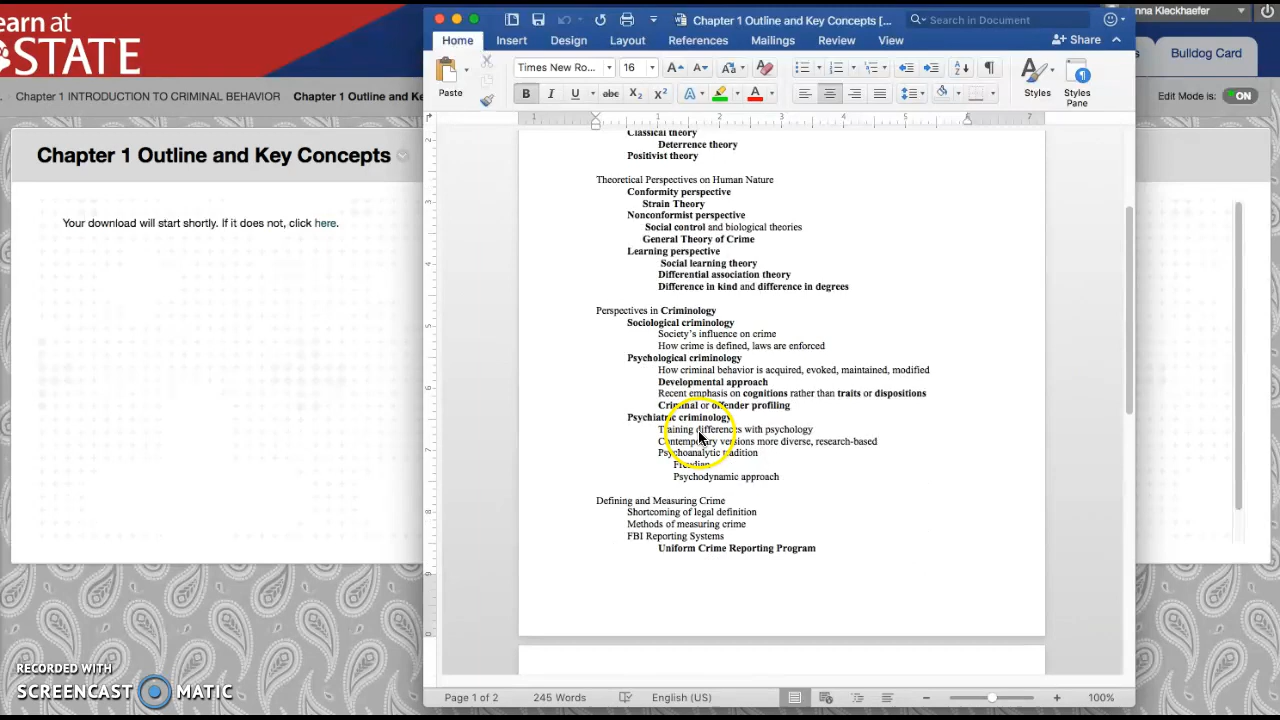 earn at
STATE
nna Kleckhaefer
Chapter 1 Outline and Key Concepts [...
Search in Document
Home Insert Design Layout References Mailings Review View Share
Bulldog Card
Times New Ro... 16
Paste
Styles
Styles
Pane
Chapter 1 INTRODUCTION TO CRIMINAL BEHAVIOR Chapter 1 Outline and Ke
Edit Mode is: ON
Chapter 1 Outline and Key Concepts
Your download will start shortly. If it does not, click here.
Classical theory
Deterrence theory
Positivist theory
Theoretical Perspectives on Human Nature
Conformity perspective
Strain Theory
Nonconformist perspective
Social control and biological theories
General Theory of Crime
Learning perspective
Social learning theory
Differential association theory
Difference in kind and difference in degrees
Perspectives in Criminology
Sociological criminology
Society's influence on crime
How crime is defined, laws are enforced
Psychological criminology
How criminal behavior is acquired, evoked, maintained, modified
Developmental approach
Recent emphasis on cognitions rather than traits or dispositions
Criminal or offender profiling
Psychiatric criminology
Training differences with psychology
Contemporary versions more diverse, research-based
Psychoanalytic tradition
Freudian
Psychodynamic approach
Defining and Measuring Crime
Shortcoming of legal definition
Methods of measuring crime
FBI Reporting Systems
Uniform Crime Reporting Program
RECORDED WITH
SCREENCAST MATIC
Page 1 of 2 245 Words English (US) 100%